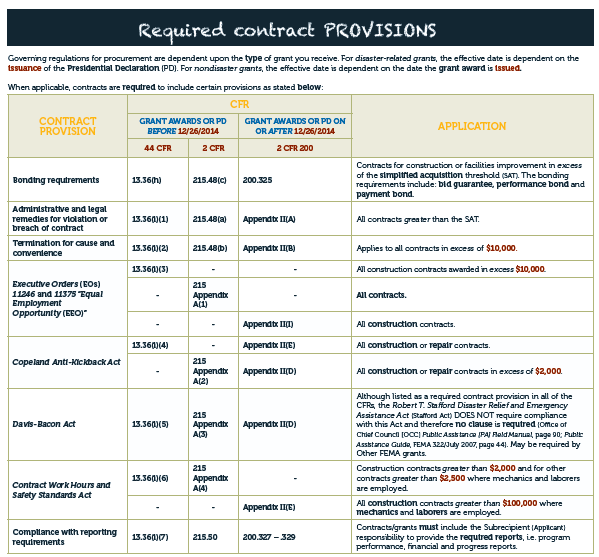 Required contract PROVISIONS
Governing regulations for procurement are dependent upon the type of grant you receive. For disaster-related grants, the effective date is dependent on the
issuance of the Presidential Declaration (PD). For nondisaster grants, the effective date is dependent on the date the grant award is issued.
When applicable, contracts are required to include certain provisions as stated below:
CONTRACT
PROVISION
CFR
APPLICATION
GRANT AWARDS OR PD
BEFORE 12/26/2014
GRANT AWARDS OR PD ON
OR AFTER 12/26/2014
44 CFR
2 CFR
2 CFR 200
Bonding requirements
13.36(h)
215.48(c)
200.325
Contracts for construction or facilities improvement in excess
of the simplified acquisition threshold (SAT). The bonding
requirements include: bid guarantee, performance bond and
payment bond.
Administrative and legal
remedies for violation or
breach of contract
13.36(i)(1)
215.48(a)
Appendix II(A)
All contracts greater than the SAT.
Termination for cause and
convenience
13.36(i)(2)
215.48(b)
Appendix II(B)
Applies to all contracts in excess of $10,000.
Executive Orders (EOs)
11246 and 11375 "Equal
Employment
Opportunity (EEO)"
13.36(i)(3)
-
-
All construction contracts awarded in excess $10,000.
-
215
Appendix
A(1)
-
All contracts.
-
-
Appendix II(I)
All construction contracts.
Copeland Anti-Kickback Act
13.36(i)(4)
-
Appendix II(E)
All construction or repair contracts.
-
215
Appendix
A(2)
Appendix II(D)
All construction or repair contracts in excess of $2,000.
Davis-Bacon Act
13.36(i)(5)
215
Appendix
A(3)
Appendix II(D)
Although listed as a required contract provision in all of the
CFRs, the Robert T. Stafford Disaster Relief and Emergency
Assistance Act (Stafford Act) DOES NOT require compliance
with this Act and therefore no clause is required (Office of
Chief Council [OCC] Public Assistance [PA] Field Manual, page 90; Public
Assistance Guide, FEMA 322/July 2007, page 44). May be required by
Other FEMA grants.
Contract Work Hours and
Safety Standards Act
13.36(i)(6)
215
Appendix
A(4)
-
Construction contracts greater than $2,000 and for other
contracts greater than $2,500 where mechanics and laborers
are employed.
-
-
Appendix II(E)
All construction contracts greater than $100,000 where
mechanics and laborers are employed.
Compliance with reporting
requirements
13.36(i)(7)
215.50
200.327 – .329
Contracts/grants must include the Subrecipient (Applicant)
responsibility to provide the required reports, i.e. program
performance, financial and progress reports.